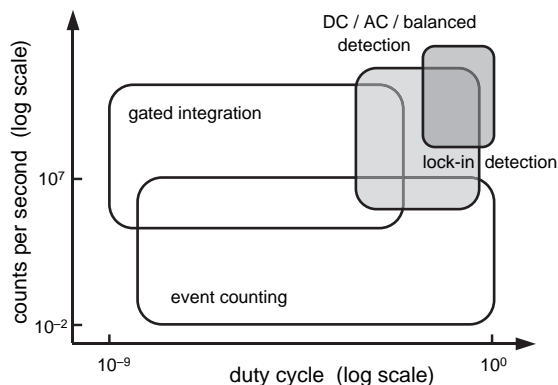 DC / AC / balanced
detection
gated integration
lock-in detection
event counting
counts per second (log scale)
10⁷
10⁻²
10⁻⁹
10⁰
duty cycle (log scale)